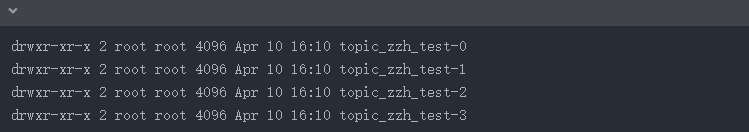 drwxr-xr-x 2 root root 4096 Apr 10 16:10 topic_zzh_test-0
drwxr-xr-x 2 root root 4096 Apr 10 16:10 topic_zzh_test-1
drwxr-xr-x 2 root root 4096 Apr 10 16:10 topic_zzh_test-2
drwxr-xr-x 2 root root 4096 Apr 10 16:10 topic_zzh_test-3